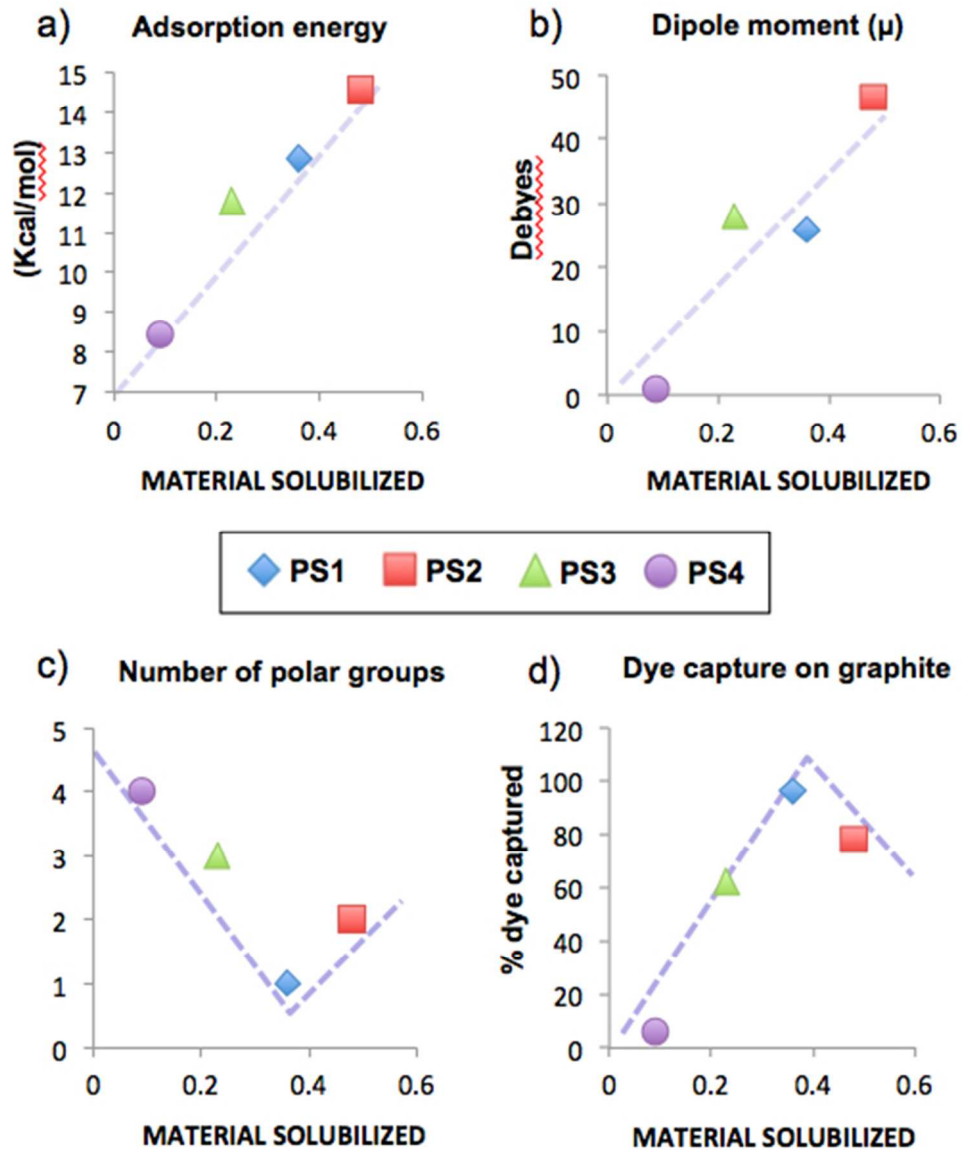 a) Adsorption energy
(Kcal/mol)
15
14
13
12
11
10
9
8
7
0 0.2 0.4 0.6
MATERIAL SOLUBILIZED
b) Dipole moment (µ)
Debyes
50
40
30
20
10
0
0 0.2 0.4 0.6
MATERIAL SOLUBILIZED
PS1 PS2 PS3 PS4
c) Number of polar groups
5
4
3
2
1
0
0 0.2 0.4 0.6
MATERIAL SOLUBILIZED
d) Dye capture on graphite
% dye captured
120
100
80
60
40
20
0
0 0.2 0.4 0.6
MATERIAL SOLUBILIZED